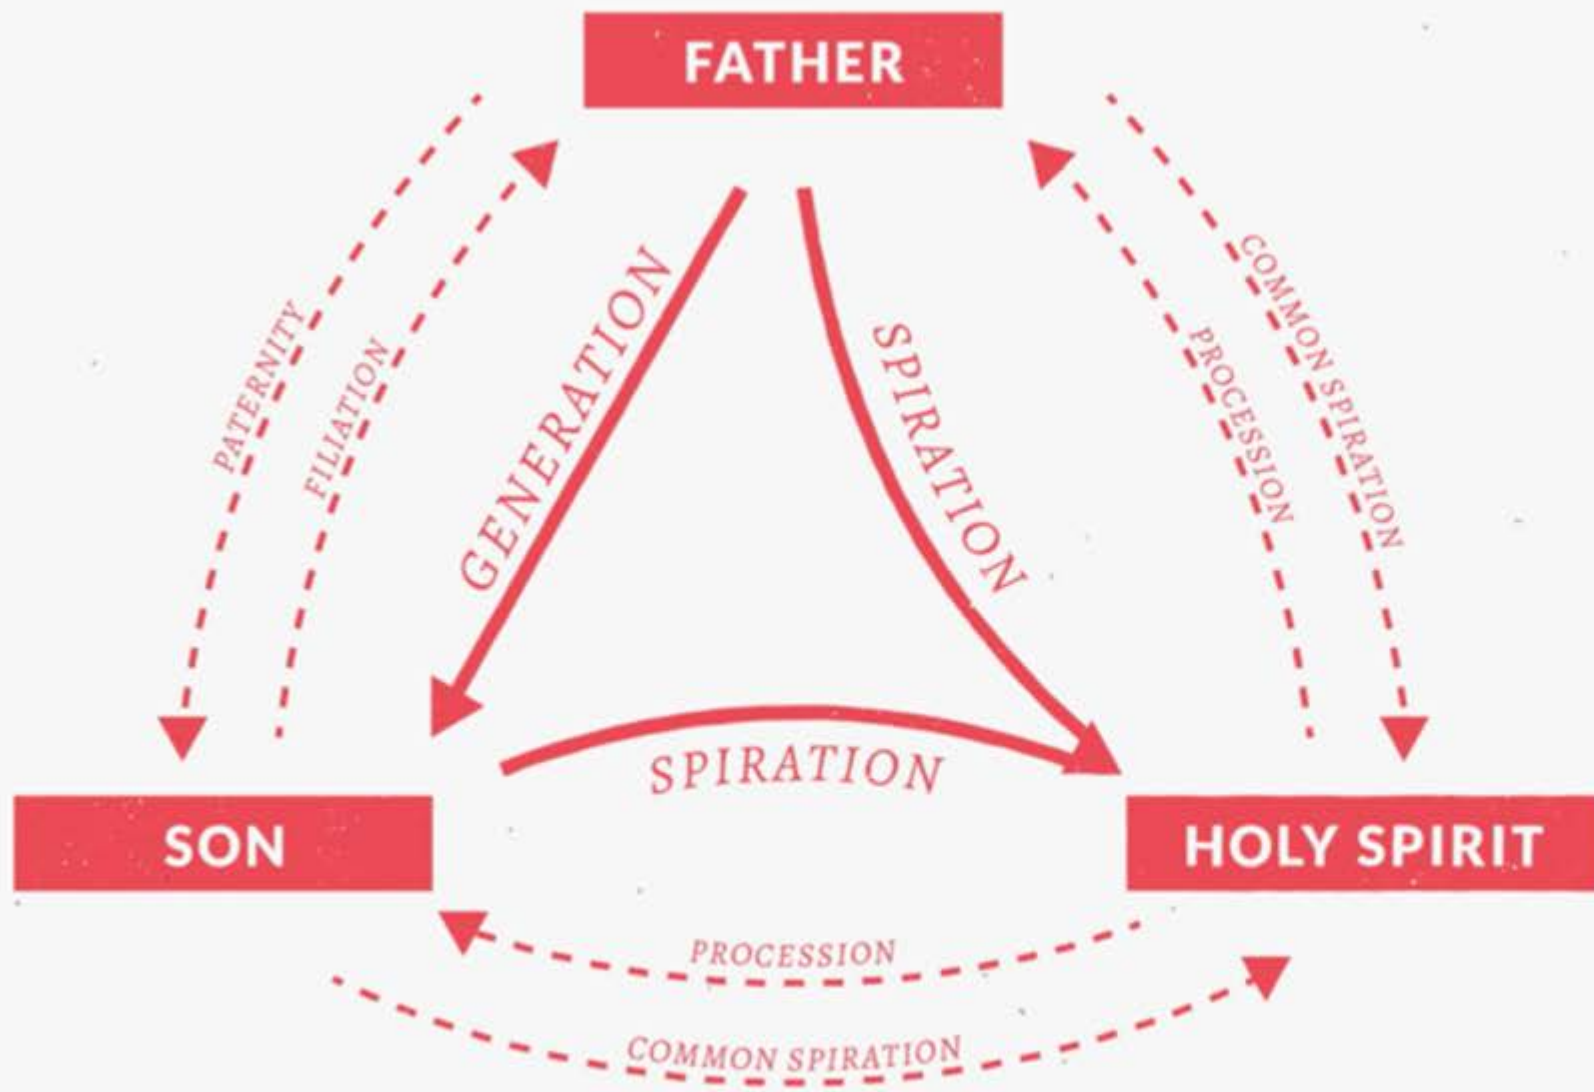 FATHER
PATERNITY
FILIATION
GENERATION
SPIRATION
PROCESSION
COMMON SPIRATION
SPIRATION
SON
HOLY SPIRIT
PROCESSION
COMMON SPIRATION